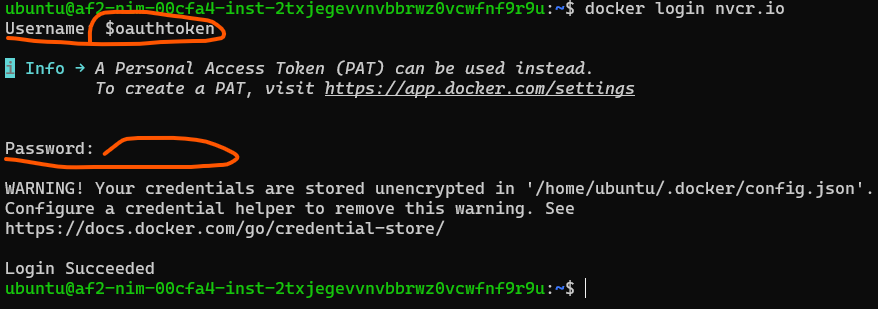 ubuntu@af2-nim-00cfa4-inst-2txjegevvnvbbrwz0vcwfnf9r9u:~$ docker login nvcr.io
Username $oauthtoken
i Info → A Personal Access Token (PAT) can be used instead.
To create a PAT, visit https://app.docker.com/settings
Password:
WARNING! Your credentials are stored unencrypted in '/home/ubuntu/.docker/config.json'.
Configure a credential helper to remove this warning. See
https://docs.docker.com/go/credential-store/
Login Succeeded
ubuntu@af2-nim-00cfa4-inst-2txjegevvnvbbrwz0vcwfnf9r9u:~$